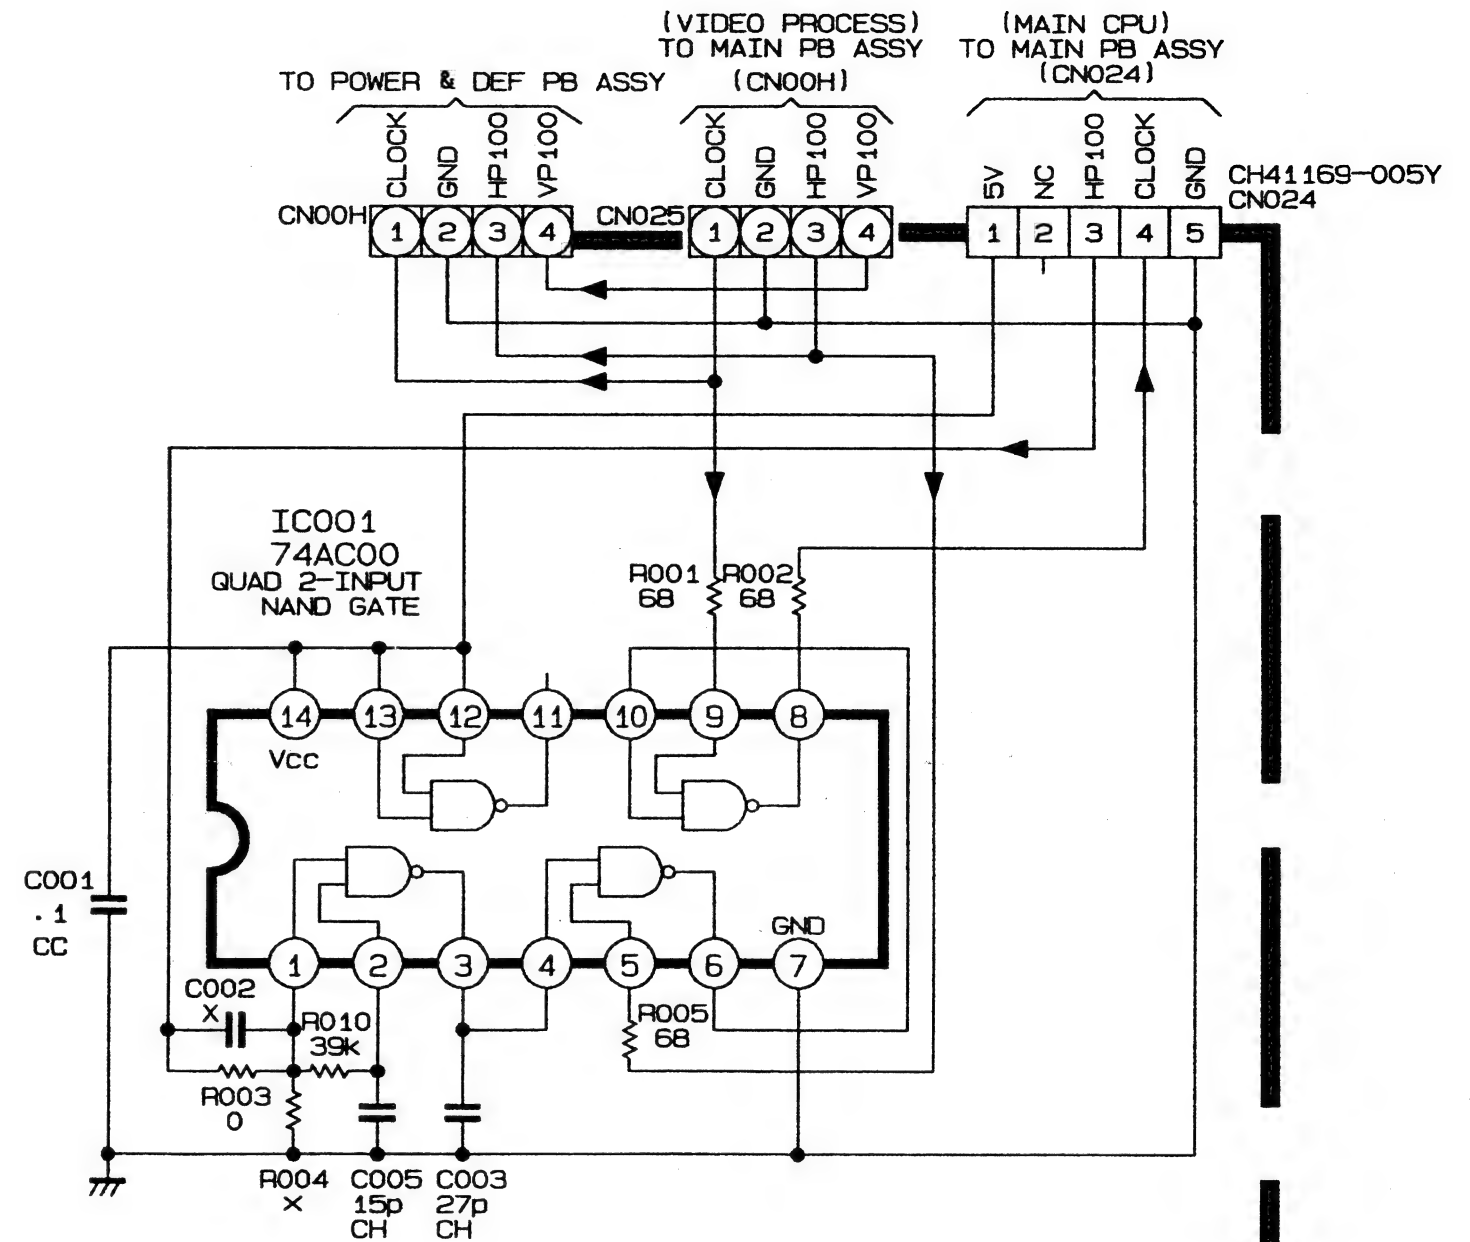 (VIDEO PROCESS)
TO MAIN PB ASSY
(CN00H)
(MAIN CPU)
TO MAIN PB ASSY
(CN024)
TO POWER & DEF PB ASSY
CLOCK
GND
HP100
VP100
CLOCK
GND
HP100
VP100
5V
NC
HP100
CLOCK
GND
CN00H
1 2 3 4
CN025
1 2 3 4
1 2 3 4 5
CH41169-005Y
CN024
IC001
74AC00
QUAD 2-INPUT
NAND GATE
R001
68
R002
68
14 13 12 11 10 9 8
Vcc
C001
.1
CC
GND
1 2 3 4 5 6 7
C002
X
R010
39K
R005
68
R003
0
R004
X
C005
15p
CH
C003
27p
CH